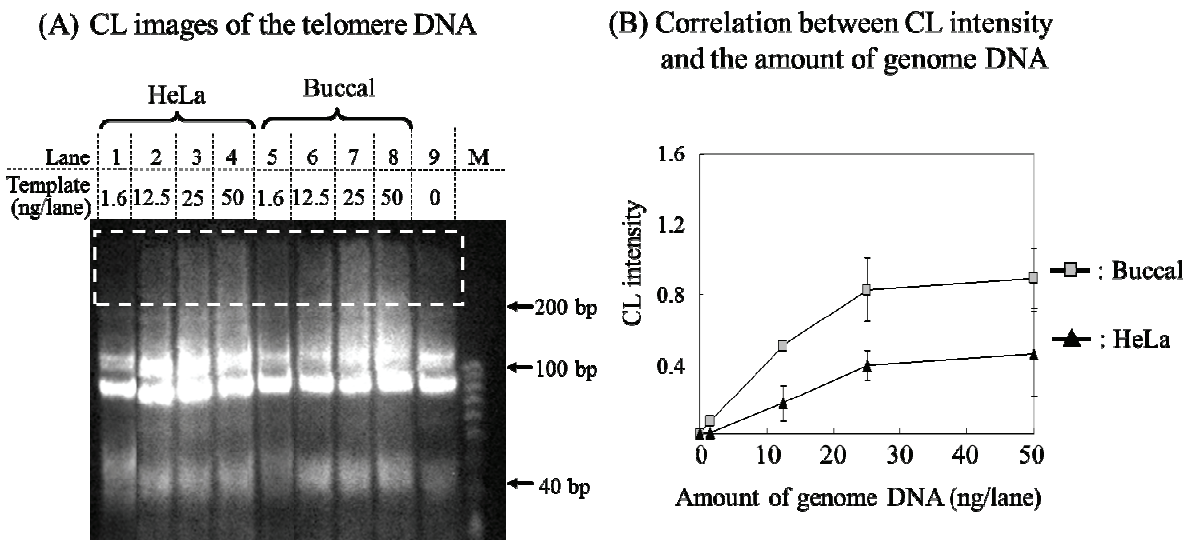 (A) CL images of the telomere DNA
HeLa
Buccal
Lane 1 2 3 4 5 6 7 8 9 M
Template
(ng/lane) 1.6 12.5 25 50 1.6 12.5 25 50 0
200 bp
100 bp
40 bp
(B) Correlation between CL intensity
and the amount of genome DNA
CL intensity
1.6
1.2
0.8
0.4
0 10 20 30 40 50
Amount of genome DNA (ng/lane)
: Buccal
: HeLa